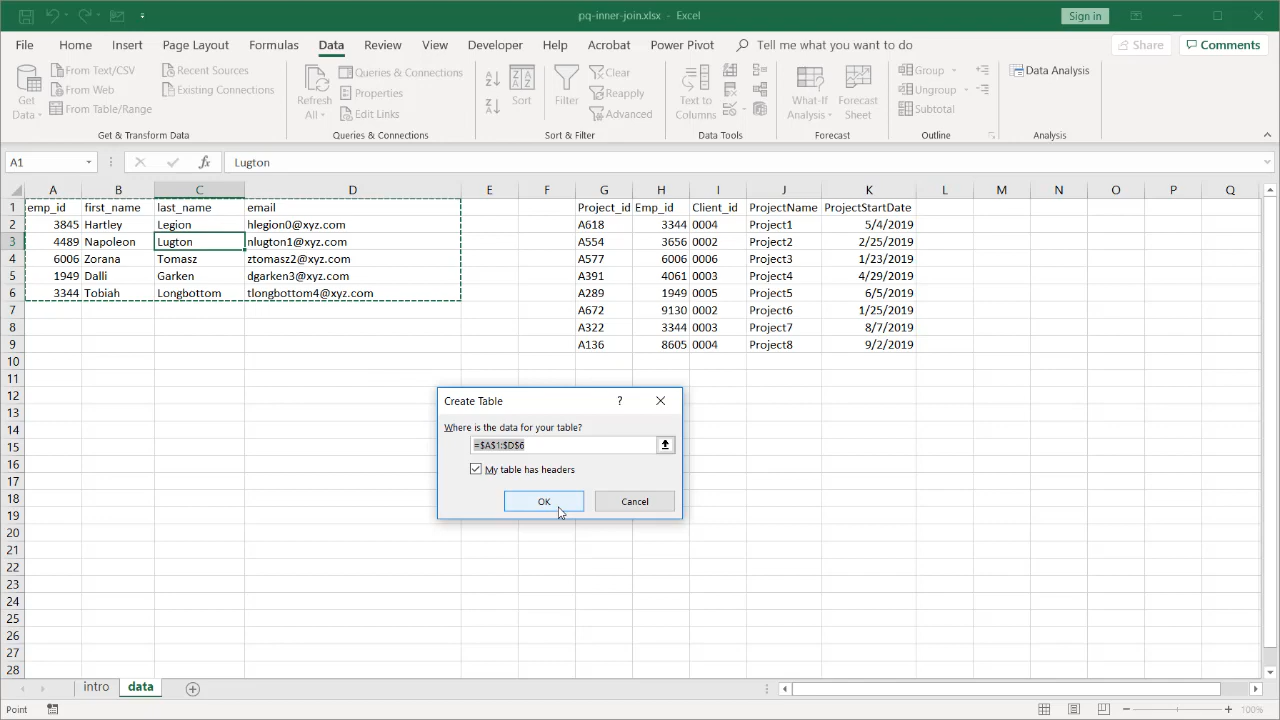 pq-inner-join.xlsx - Excel
Sign in
File Home Insert Page Layout Formulas Data Review View Developer Help Acrobat Power Pivot Tell me what you want to do Share Comments
Get Data
From Text/CSV
From Web
From Table/Range
Recent Sources
Existing Connections
Get & Transform Data
Refresh All
Queries & Connections
Properties
Edit Links
Queries & Connections
Sort
Filter
Clear
Reapply
Advanced
Sort & Filter
Text to Columns
Data Tools
What-If Analysis
Forecast Sheet
Forecast
Group
Ungroup
Subtotal
Outline
Data Analysis
Analysis
A1 fx Lugton
A B C D E F G H I J K L M N O P Q
1 emp_id first_name last_name email Project_id Emp_id Client_id ProjectName ProjectStartDate
2 3845 Hartley Legion hlegion0@xyz.com A618 3344 0004 Project1 5/4/2019
3 4489 Napoleon Lugton nlugton1@xyz.com A554 3656 0002 Project2 2/25/2019
4 6006 Zorana Tomasz ztomasz2@xyz.com A577 6006 0006 Project3 1/23/2019
5 1949 Dalli Garken dgarken3@xyz.com A391 4061 0003 Project4 4/29/2019
6 3344 Tobiah Longbottom tlongbottom4@xyz.com A289 1949 0005 Project5 6/5/2019
7 A672 9130 0002 Project6 1/25/2019
8 A322 3344 0003 Project7 8/7/2019
9 A136 8605 0004 Project8 9/2/2019
10
11
12
13
14
15
16
17
18
19
20
21
22
23
24
25
26
27
28
Create Table ?
Where is the data for your table?
=$A$1:$D$6
My table has headers
OK Cancel
intro data
Point 100%